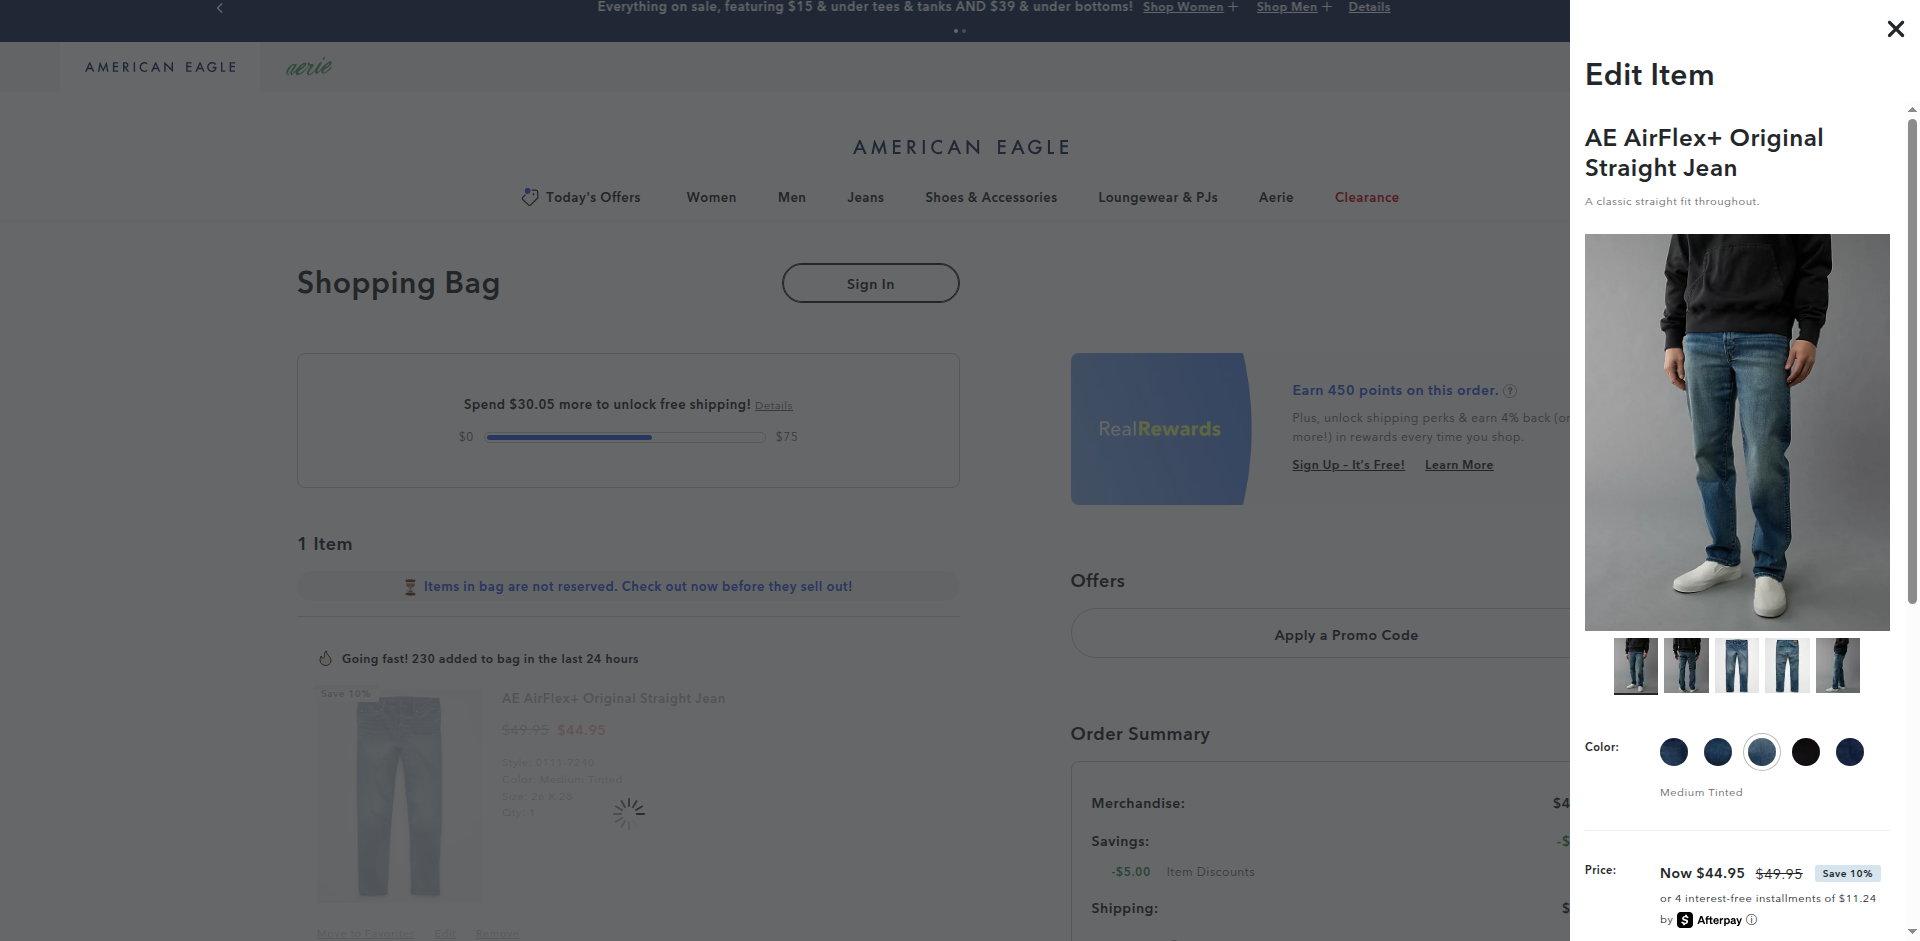 Everything on sale, featuring $15 & under tees & tanks AND $39 & under bottoms! Shop Women + Shop Men + Details
AMERICAN EAGLE
aerie
AMERICAN EAGLE
Today's Offers
Women
Men
Jeans
Shoes & Accessories
Loungewear & PJs
Aerie
Clearance
Shopping Bag
Sign In
Spend $30.05 more to unlock free shipping! Details
$0
$75
1 Item
Items in bag are not reserved. Check out now before they sell out!
Going fast! 230 added to bag in the last 24 hours
Save 10%
AE AirFlex+ Original Straight Jean
$49.95 $44.95
Style: 0111-7240
Color: Medium Tinted
Size: 26 X 28
Qty: 1
Move to Favorites
Edit
Remove
RealRewards
Earn 450 points on this order. ?
Plus, unlock shipping perks & earn 4% back (or
more!) in rewards every time you shop.
Sign Up – It's Free!
Learn More
Offers
Apply a Promo Code
Order Summary
Merchandise:
$4
Savings:
-$
-$5.00 Item Discounts
Shipping:
$
Edit Item
AE AirFlex+ Original
Straight Jean
A classic straight fit throughout.
Color:
Medium Tinted
Price:
Now $44.95 $49.95 Save 10%
or 4 interest-free installments of $11.24
by Afterpay